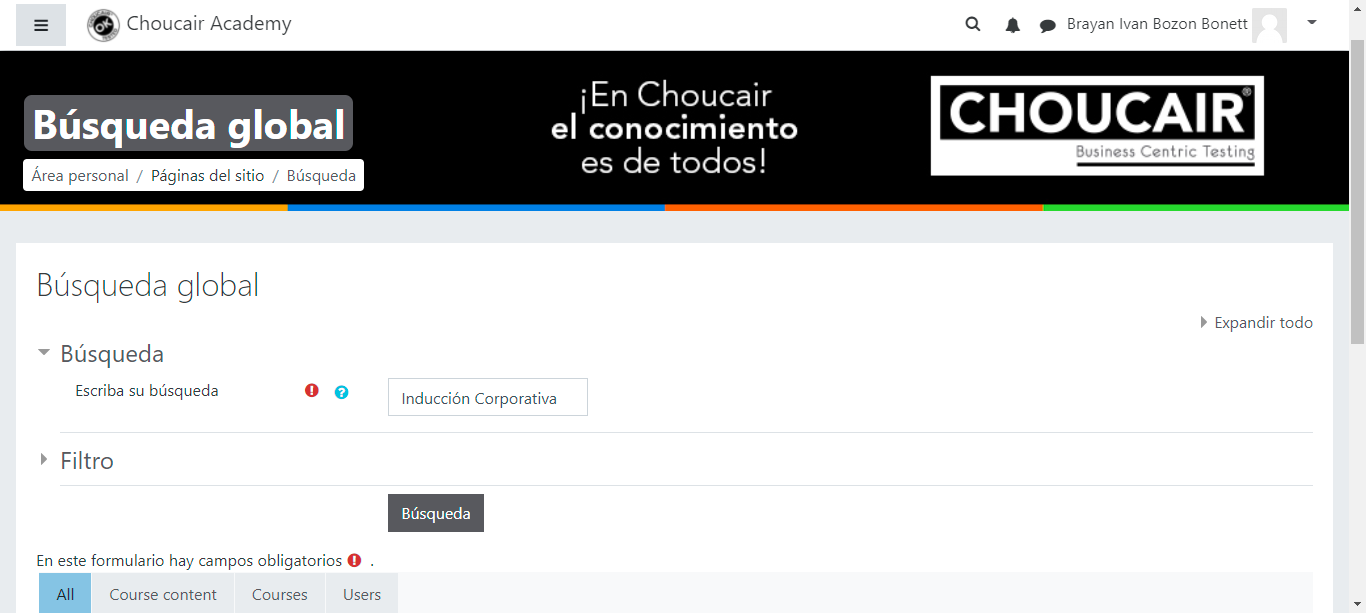 Choucair Academy
Brayan Ivan Bozon Bonett
Búsqueda global
Área personal / Páginas del sitio / Búsqueda
¡En Choucair
el conocimiento
es de todos!
CHOUCAIR®
Business Centric Testing
Búsqueda global
Expandir todo
Búsqueda
Escriba su búsqueda
Inducción Corporativa
Filtro
Búsqueda
En este formulario hay campos obligatorios .
All Course content Courses Users